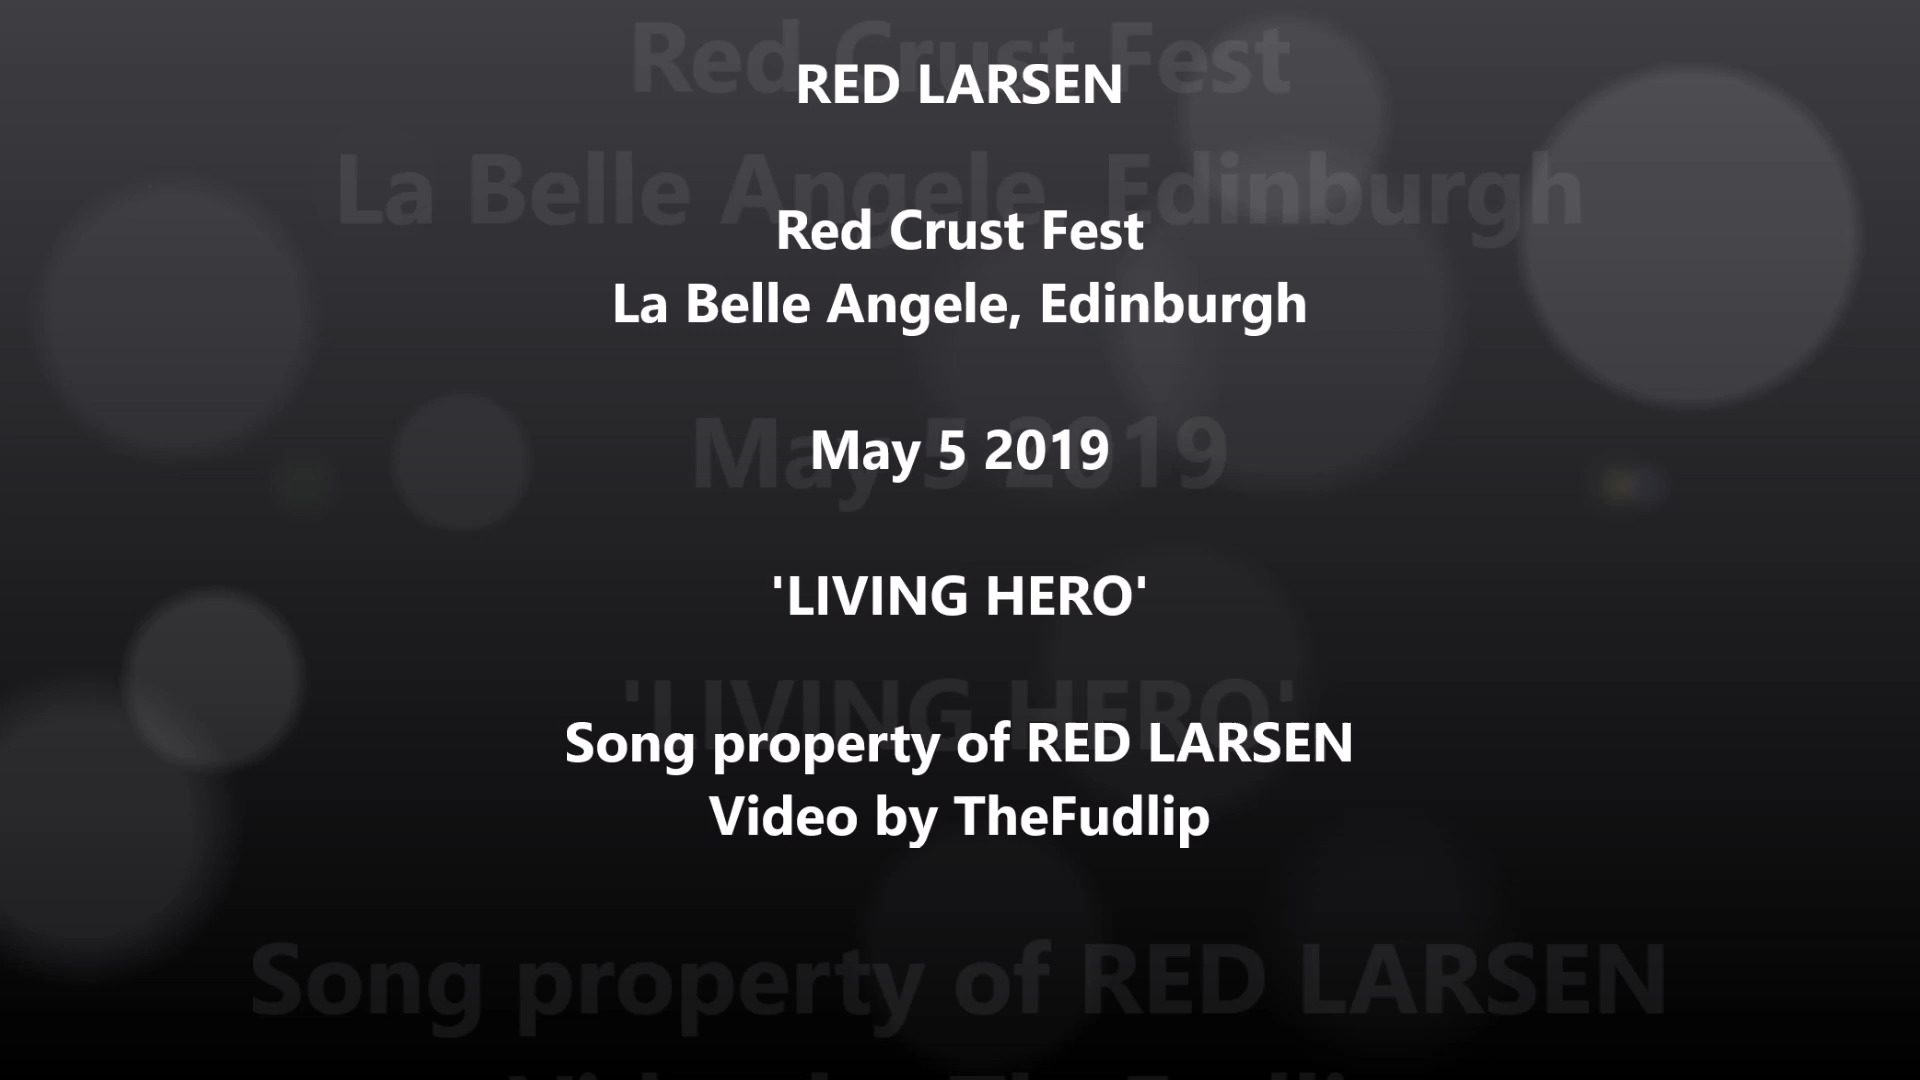 RED LARSEN
Red Crust Fest
La Belle Angele, Edinburgh
May 5 2019
'LIVING HERO'
Song property of RED LARSEN
Video by TheFudlip